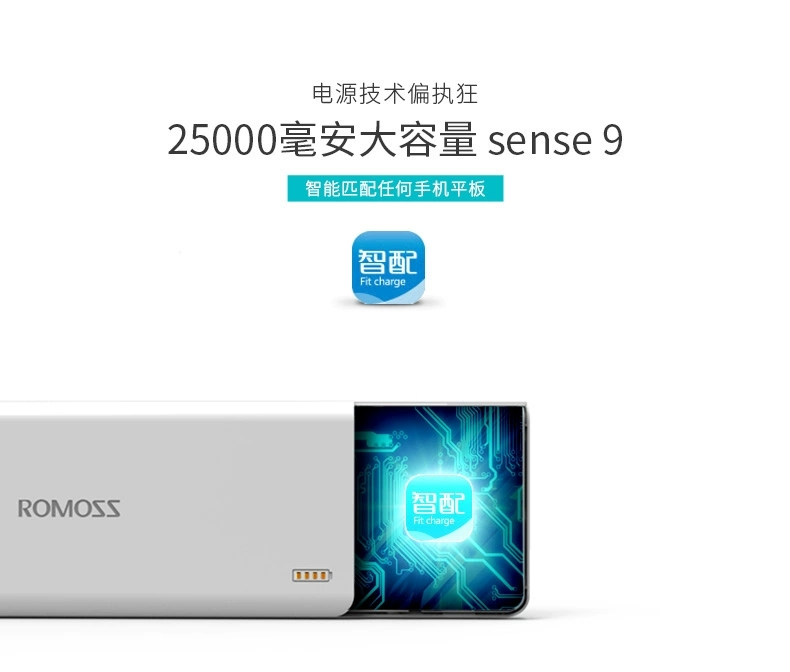 电源技术偏执狂
25000毫安大容量 sense 9
智能匹配任何手机平板
智配
Fit charge
智配
Fit charge
ROMOSS